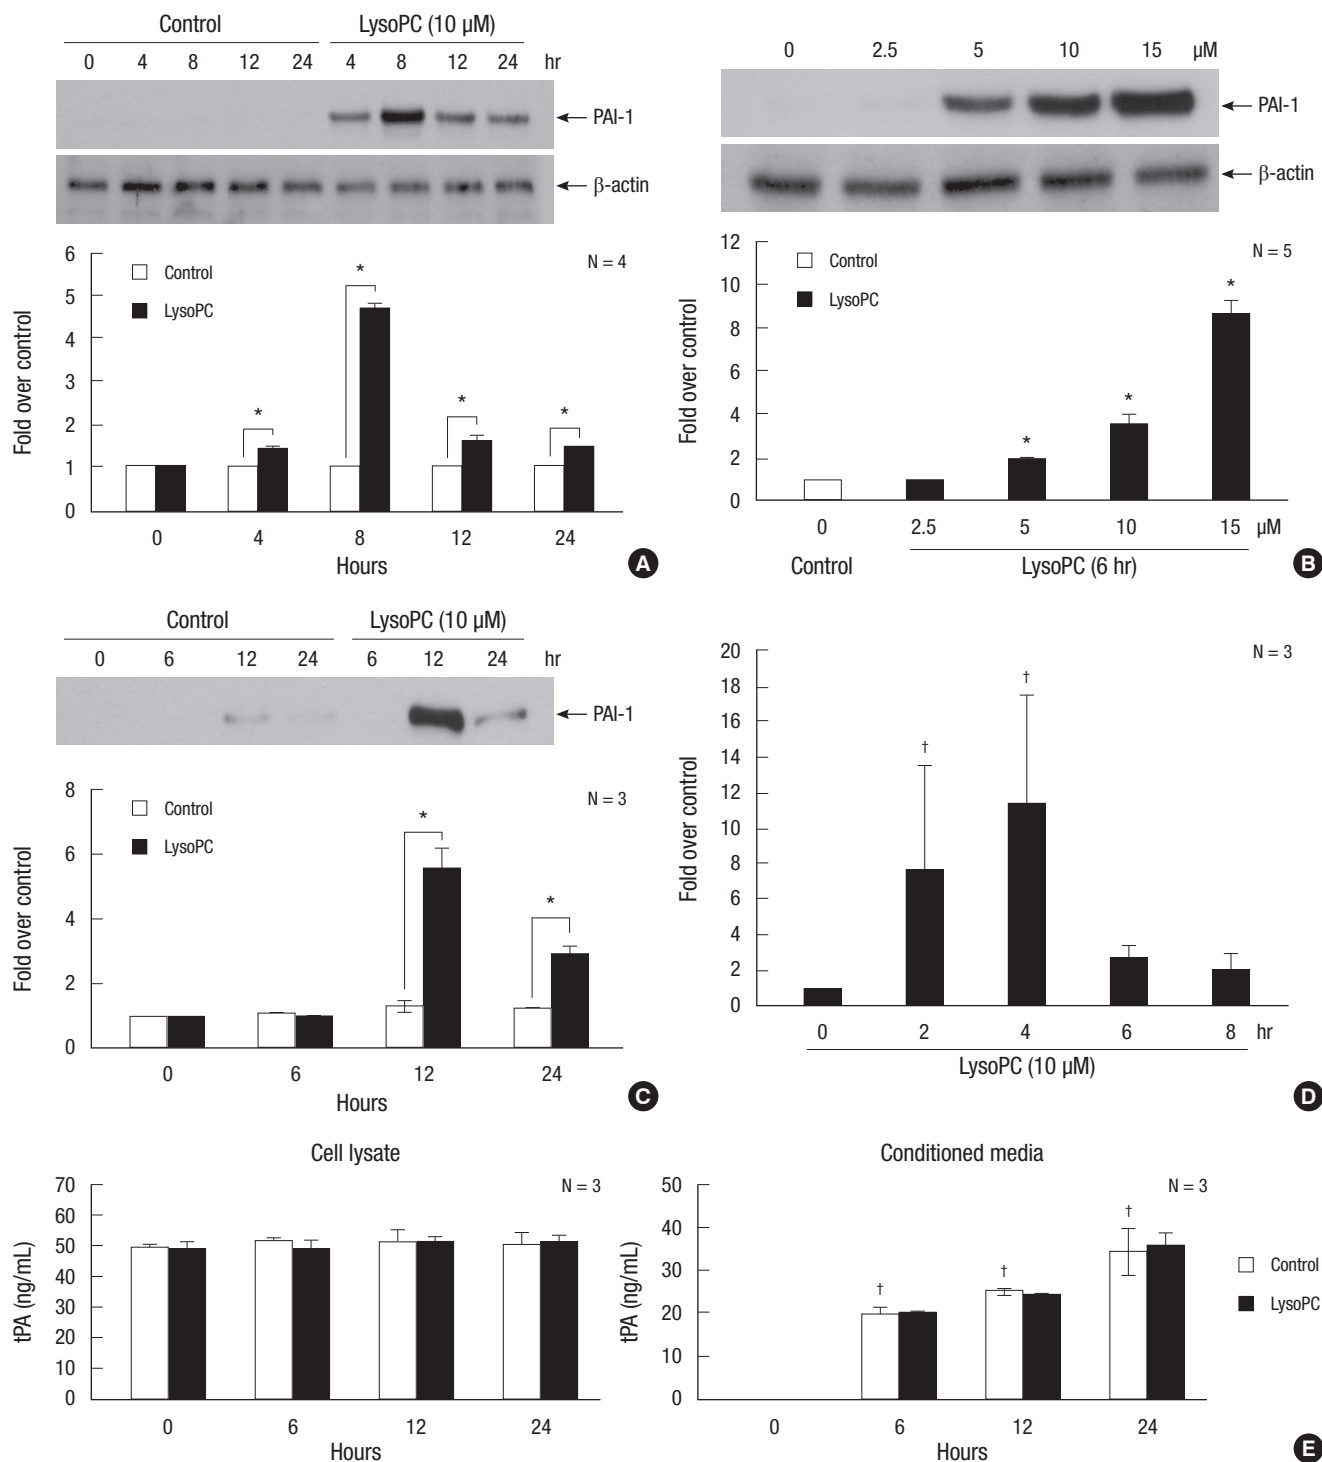 Control LysoPC (10 µM)
0 4 8 12 24 4 8 12 24 hr
PAI-1
β-actin
6
5
4
3
2
1
0
Fold over control
Control
LysoPC
N = 4
*
*
*
*
0 4 8 12 24
Hours
A
0 2.5 5 10 15 µM
PAI-1
β-actin
12
10
8
6
4
2
0
Fold over control
Control
LysoPC
N = 5
*
*
*
*
0 2.5 5 10 15 µM
Control LysoPC (6 hr)
B
Control LysoPC (10 µM)
0 6 12 24 6 12 24 hr
PAI-1
8
6
4
2
0
Fold over control
Control
LysoPC
N = 3
*
*
0 6 12 24
Hours
C
20
18
16
14
12
10
8
6
4
2
0
Fold over control
N = 3
†
†
0 2 4 6 8 hr
LysoPC (10 µM)
D
Cell lysate
70
60
50
40
30
20
10
0
tPA (ng/mL)
N = 3
0 6 12 24
Hours
Conditioned media
50
40
30
20
10
0
tPA (ng/mL)
N = 3
†
†
†
Control
LysoPC
0 6 12 24
Hours
E